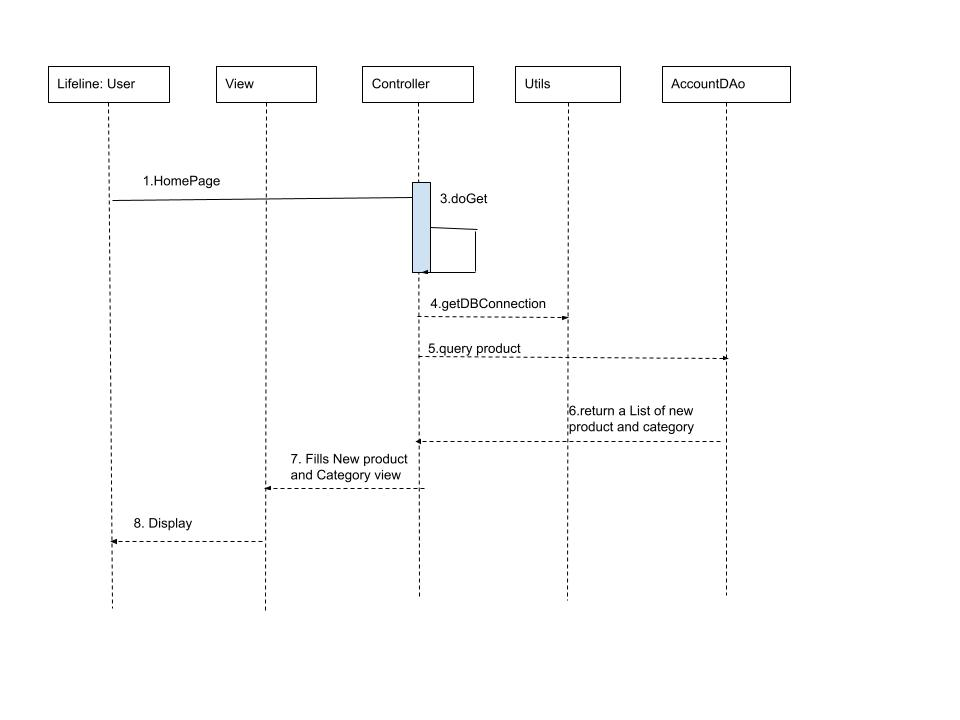 Lifeline: User
View
Controller
Utils
AccountDAo
1.HomePage
3.doGet
4.getDBConnection
5.query product
6.return a List of new
product and category
7. Fills New product
and Category view
8. Display